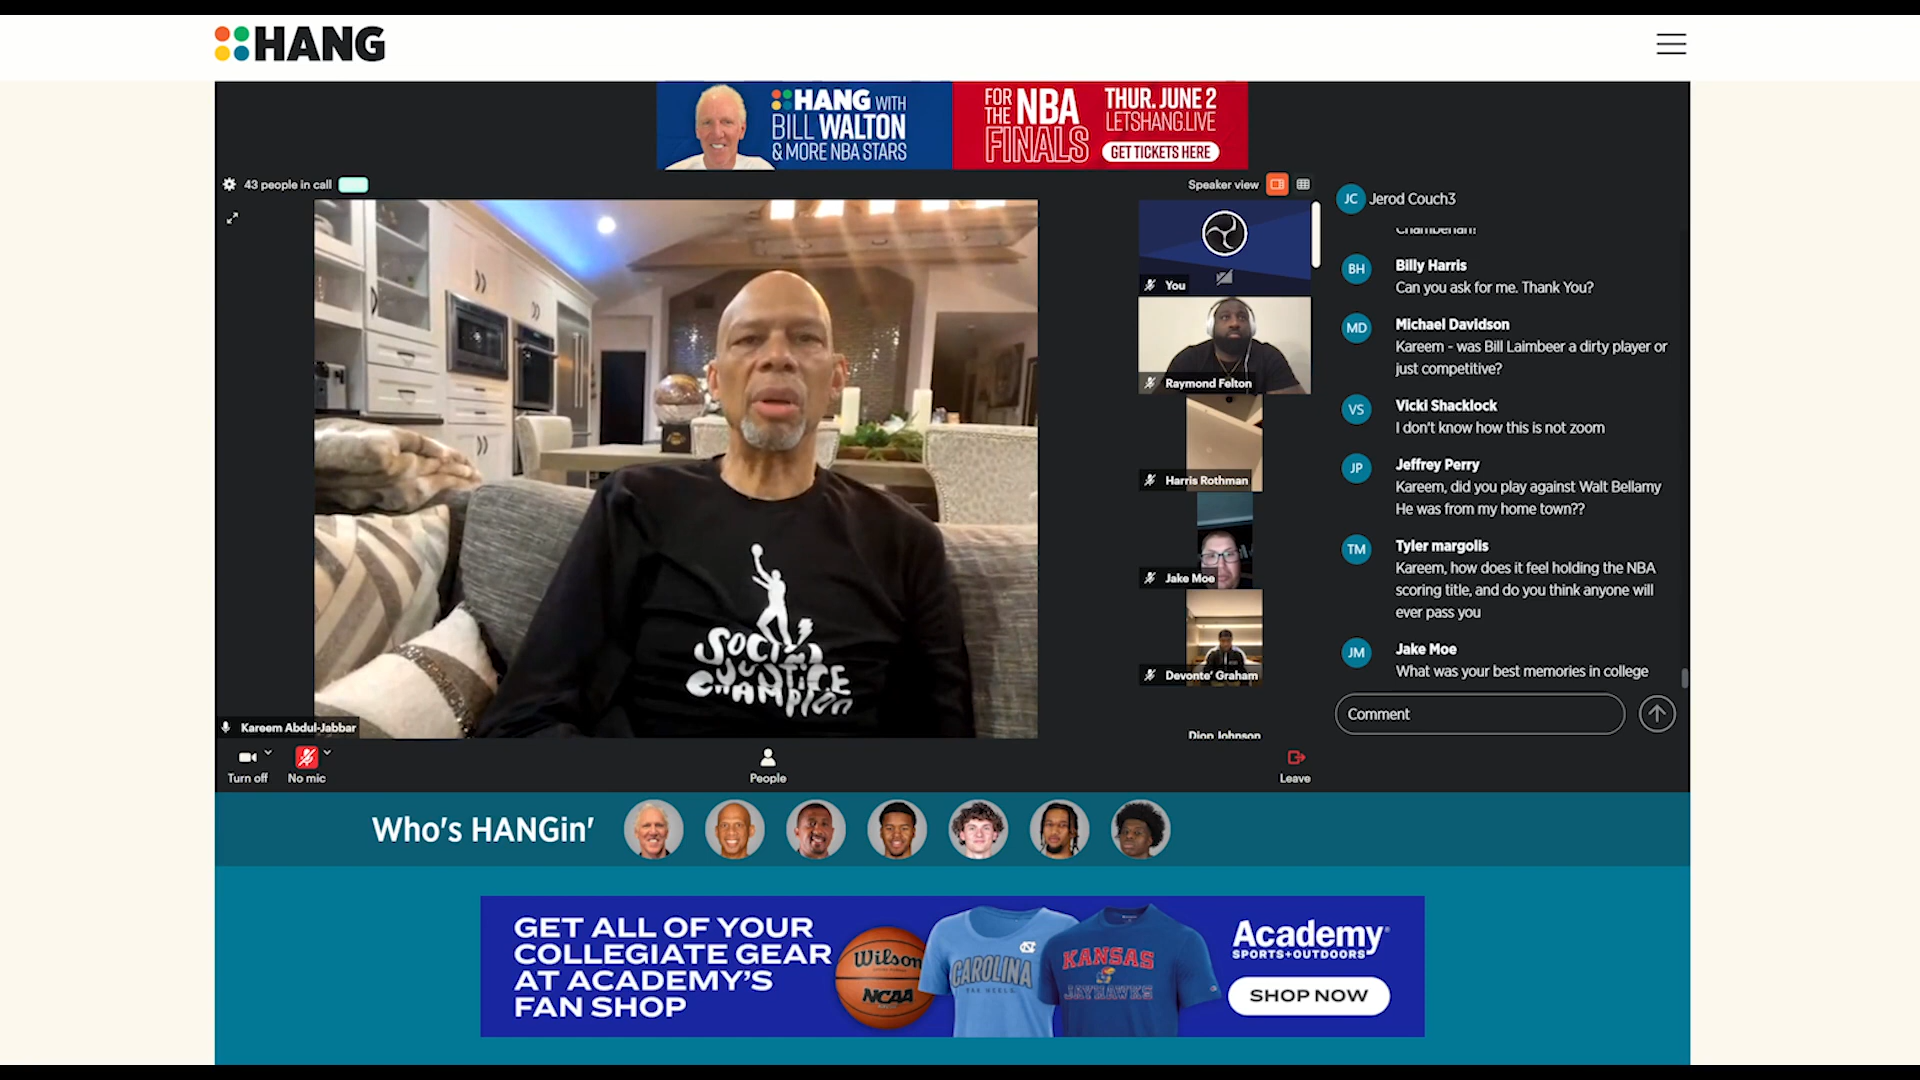 HANG
HANG WITH
BILL WALTON
& MORE NBA STARS
FOR THE NBA FINALS
THUR. JUNE 2
LETSHANG.LIVE
GET TICKETS HERE
43 people in call
Speaker view
You
Raymond Felton
Harris Rothman
Jake Moe
Devonte' Graham
Dion Johnson
SOCIAL
JUSTICE
CHAMPION
Kareem Abdul-Jabbar
Turn off
No mic
People
Leave
JC Jerod Couch3
Chamberlain!
BH Billy Harris
Can you ask for me. Thank You?
MD Michael Davidson
Kareem - was Bill Laimbeer a dirty player or
just competitive?
VS Vicki Shacklock
I don't know how this is not zoom
JP Jeffrey Perry
Kareem, did you play against Walt Bellamy
He was from my home town??
TM Tyler margolis
Kareem, how does it feel holding the NBA
scoring title, and do you think anyone will
ever pass you
JM Jake Moe
What was your best memories in college
Comment
Who's HANGin'
GET ALL OF YOUR
COLLEGIATE GEAR
AT ACADEMY'S
FAN SHOP
Wilson
NCAA
NC
CAROLINA
TAR HEELS
KANSAS
JAYHAWKS
Academy
SPORTS+OUTDOORS
SHOP NOW